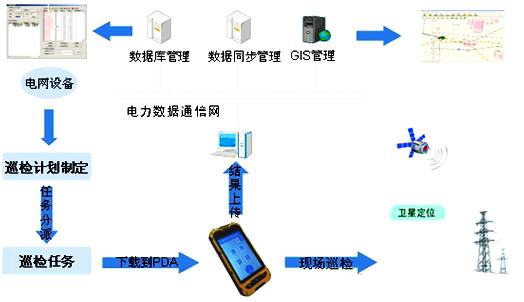 数据库管理
数据同步管理
GIS管理
电网设备
电力数据通信网
巡检计划制定
结果上传
任务分派
卫星定位
巡检任务
下载到PDA
现场巡检